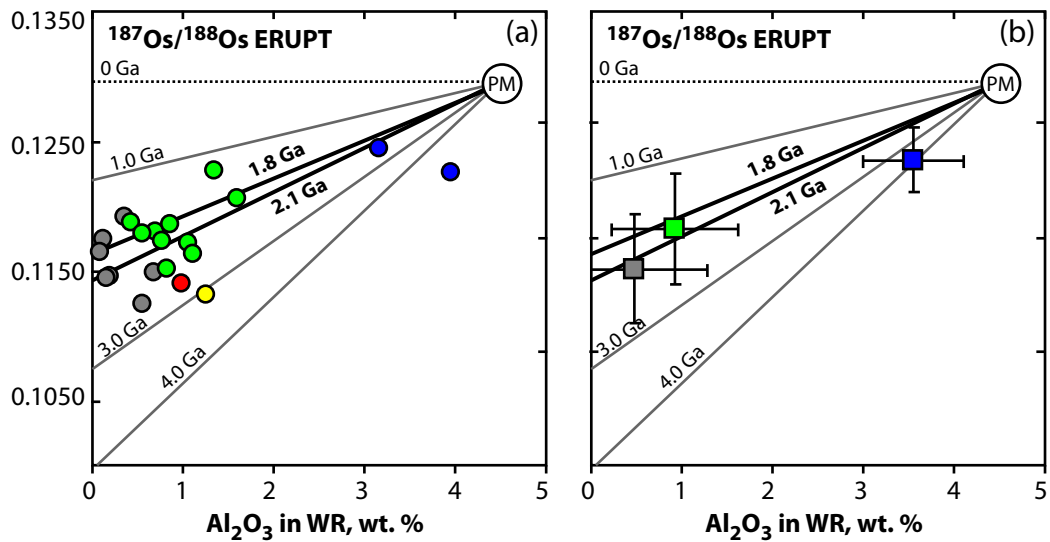 0.1350
0.1250
0.1150
0.1050
¹⁸⁷Os/¹⁸⁸Os ERUPT
(a)
0 Ga
PM
1.0 Ga
1.8 Ga
2.1 Ga
3.0 Ga
4.0 Ga
0 1 2 3 4 5
Al₂O₃ in WR, wt. %
¹⁸⁷Os/¹⁸⁸Os ERUPT
(b)
0 Ga
PM
1.0 Ga
1.8 Ga
2.1 Ga
3.0 Ga
4.0 Ga
0 1 2 3 4 5
Al₂O₃ in WR, wt. %